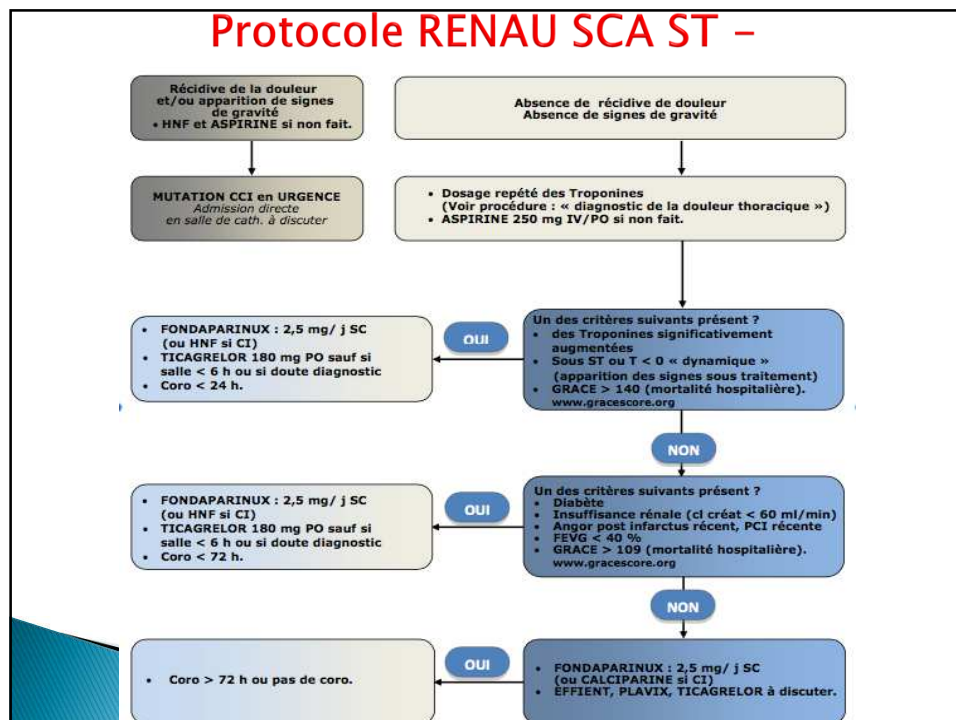 Protocole RENAU SCA ST –
Récidive de la douleur
et/ou apparition de signes
de gravité
• HNF et ASPIRINE si non fait.
Absence de récidive de douleur
Absence de signes de gravité
MUTATION CCI en URGENCE
Admission directe
en salle de cath. à discuter
• Dosage repété des Troponines
(Voir procédure : « diagnostic de la douleur thoracique »)
• ASPIRINE 250 mg IV/PO si non fait.
• FONDAPARINUX : 2,5 mg/ j SC
(ou HNF si CI)
• TICAGRELOR 180 mg PO sauf si
salle < 6 h ou si doute diagnostic
• Coro < 24 h.
OUI
Un des critères suivants présent ?
• des Troponines significativement
augmentées
• Sous ST ou T < 0 « dynamique »
(apparition des signes sous traitement)
• GRACE > 140 (mortalité hospitalière).
www.gracescore.org
NON
• FONDAPARINUX : 2,5 mg/ j SC
(ou HNF si CI)
• TICAGRELOR 180 mg PO sauf si
salle < 6 h ou si doute diagnostic
• Coro < 72 h.
OUI
Un des critères suivants présent ?
• Diabète
• Insuffisance rénale (cl créat < 60 ml/min)
• Angor post infarctus récent, PCI récente
• FEVG < 40 %
• GRACE > 109 (mortalité hospitalière).
www.gracescore.org
NON
• Coro > 72 h ou pas de coro.
OUI
• FONDAPARINUX : 2,5 mg/ j SC
(ou CALCIPARINE si CI)
• EFFIENT, PLAVIX, TICAGRELOR à discuter.